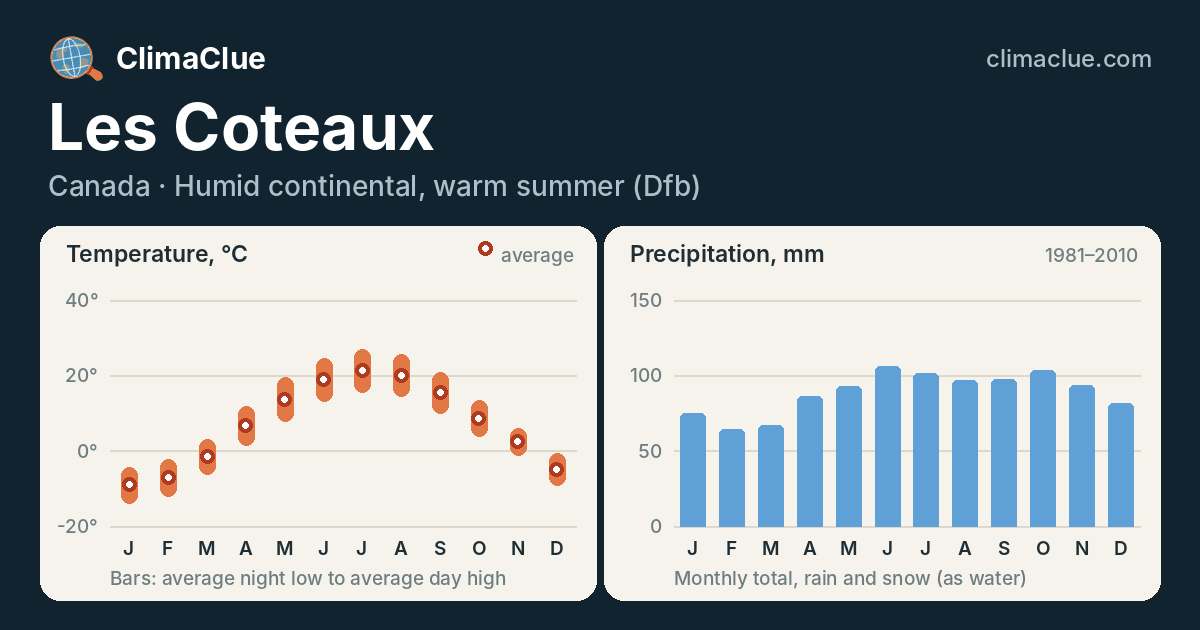 ClimaClue
climaclue.com
Les Coteaux
Canada · Humid continental, warm summer (Dfb)
Temperature, °C
average
40°
20°
0°
-20°
J F M A M J J A S O N D
Bars: average night low to average day high
Precipitation, mm
1981–2010
150
100
50
0
J F M A M J J A S O N D
Monthly total, rain and snow (as water)